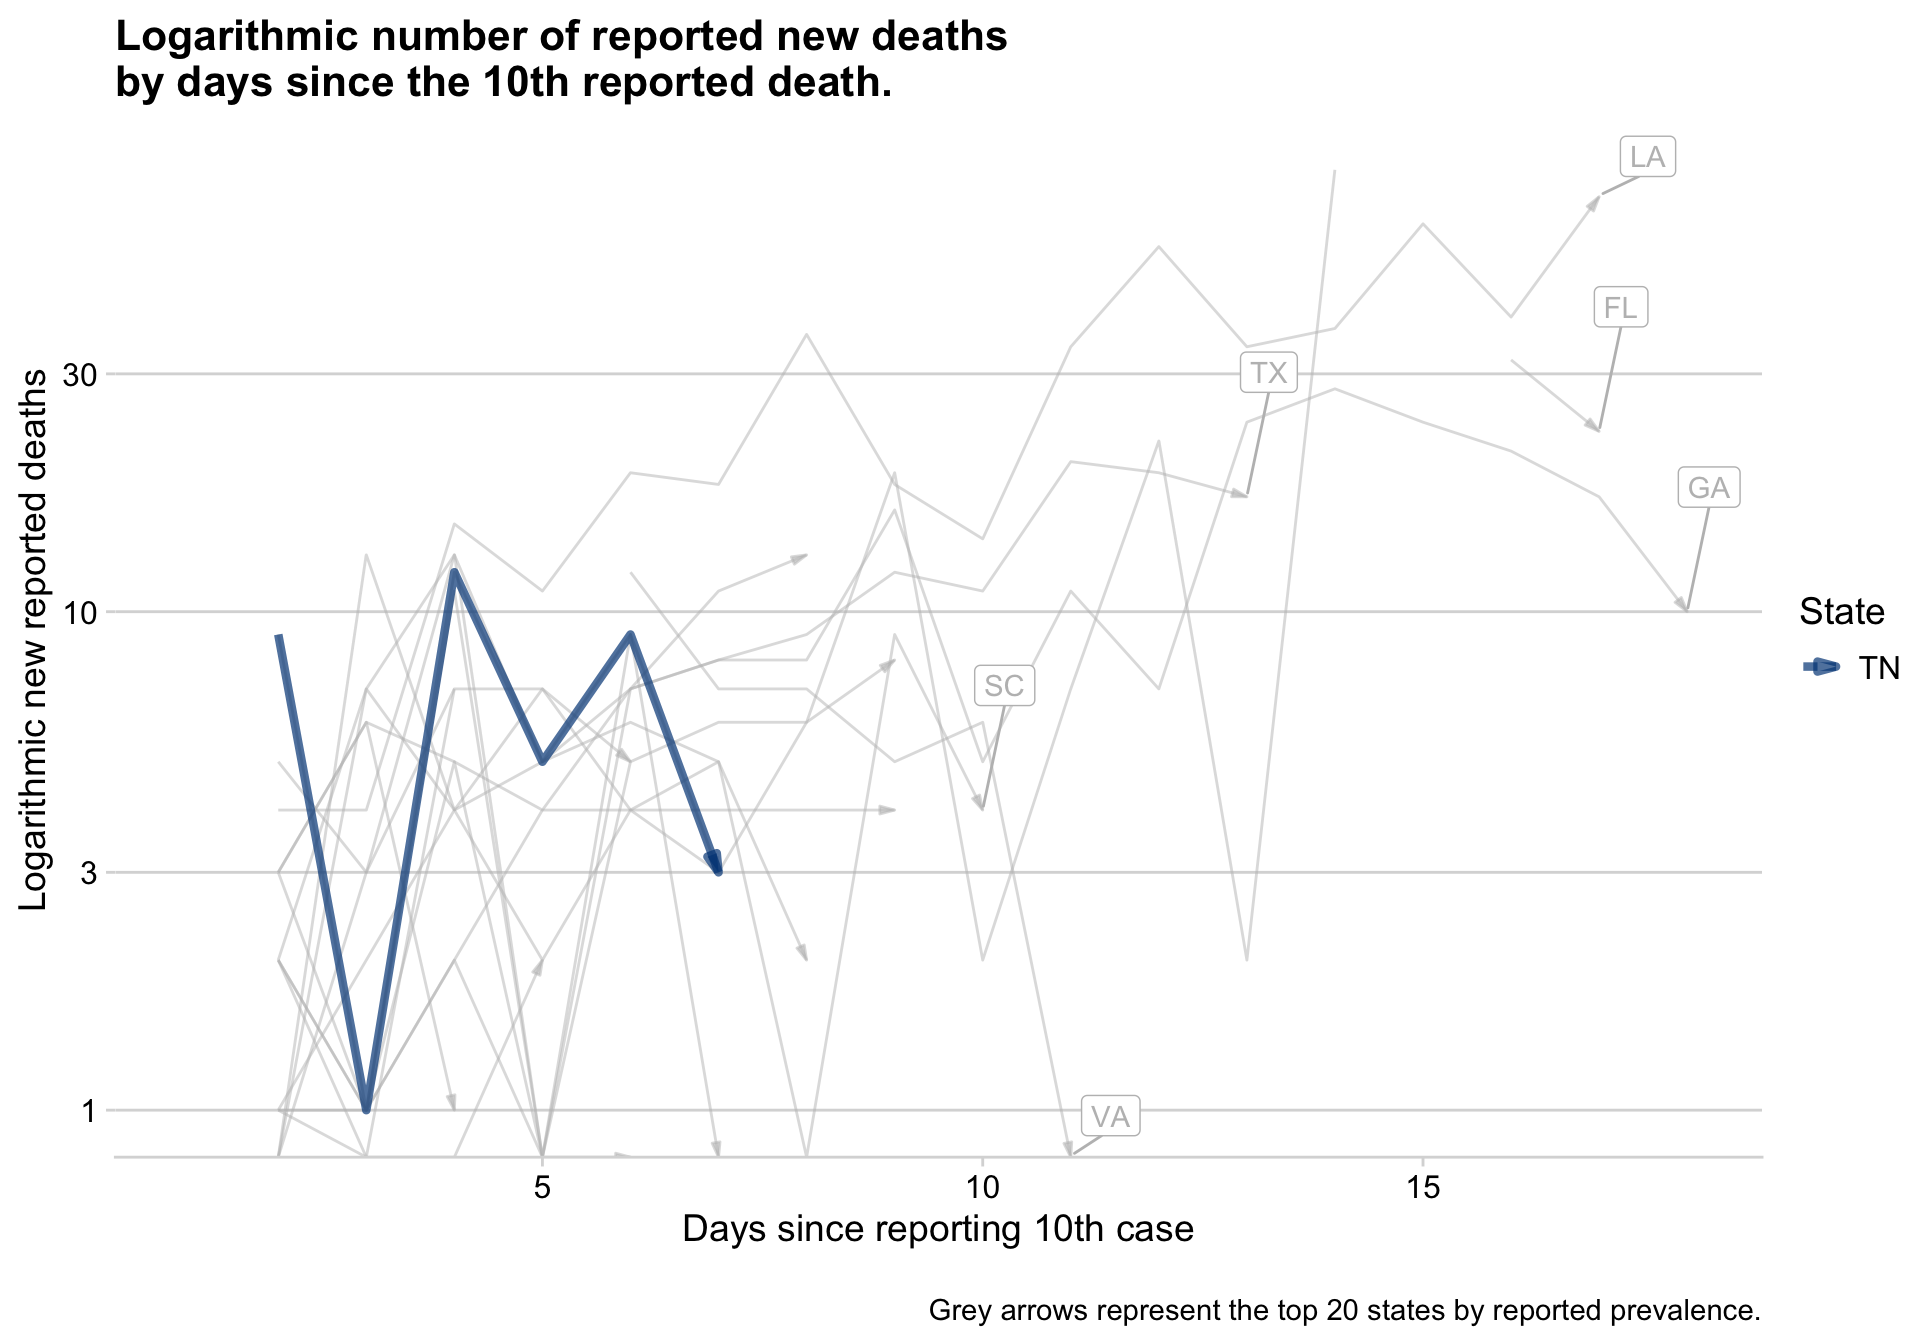 Logarithmic number of reported new deaths
by days since the 10th reported death.
LA
FL
TX
GA
SC
VA
Logarithmic new reported deaths
30
10
3
1
5
10
15
Days since reporting 10th case
State
TN
Grey arrows represent the top 20 states by reported prevalence.